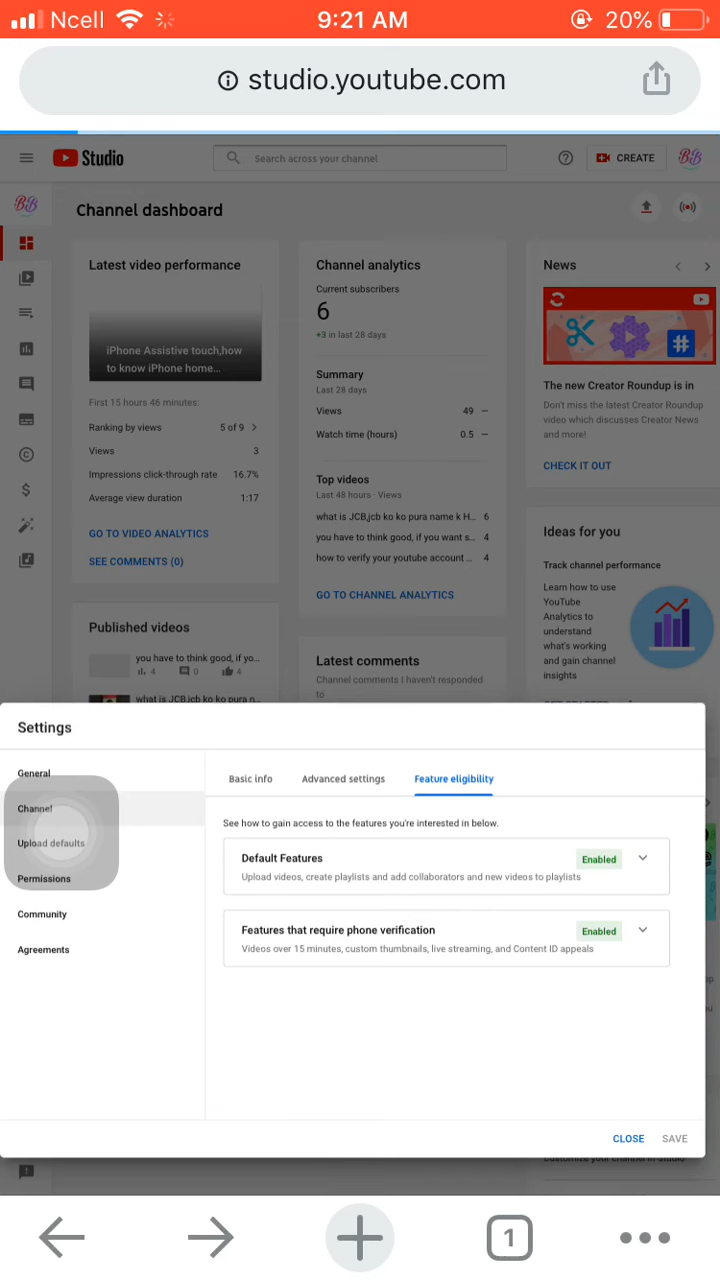 Ncell
9:21 AM
20%
studio.youtube.com
Studio
Search across your channel
CREATE
BB
BB
Channel dashboard
Latest video performance
iPhone Assistive touch,how
to know iPhone home...
First 15 hours 46 minutes:
Ranking by views 5 of 9
Views 3
Impressions click-through rate 16.7%
Average view duration 1:17
GO TO VIDEO ANALYTICS
SEE COMMENTS (0)
Published videos
you have to think good, if yo...
4 0 4
what is JCB,jcb ko ko pura n...
Channel analytics
Current subscribers
6
+3 in last 28 days
Summary
Last 28 days
Views 49 —
Watch time (hours) 0.5 —
Top videos
Last 48 hours · Views
what is JCB,jcb ko ko pura name k H... 6
you have to think good, if you want s... 4
how to verify your youtube account ... 4
GO TO CHANNEL ANALYTICS
Latest comments
Channel comments I haven't responded
to
News
#
The new Creator Roundup is in
Don't miss the latest Creator Roundup
video which discusses Creator News
and more!
CHECK IT OUT
Ideas for you
Track channel performance
Learn how to use
YouTube
Analytics to
understand
what's working
and gain channel
insights
Settings
General
Channel
Upload defaults
Permissions
Community
Agreements
Basic info Advanced settings Feature eligibility
See how to gain access to the features you're interested in below.
Default Features Enabled
Upload videos, create playlists and add collaborators and new videos to playlists
Features that require phone verification Enabled
Videos over 15 minutes, custom thumbnails, live streaming, and Content ID appeals
CLOSE SAVE
customize your channel in studio
1